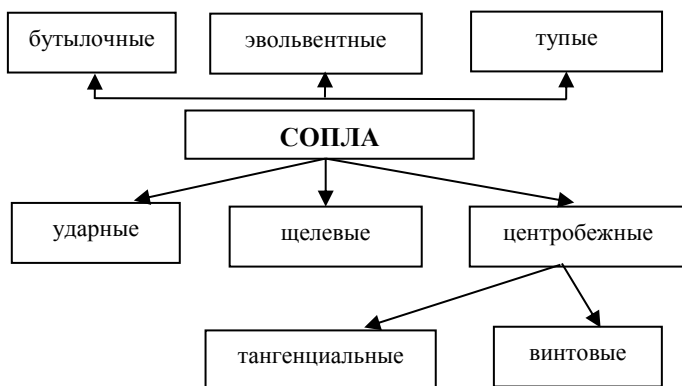 бутылочные
эвольвентные
тупые
СОПЛА
ударные
щелевые
центробежные
тангенциальные
винтовые